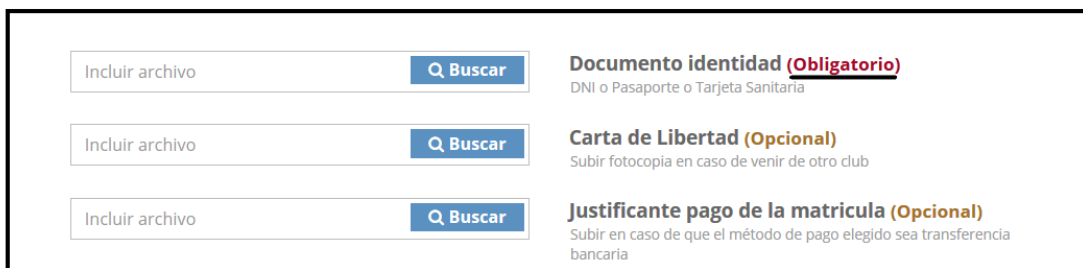 Incluir archivo
Buscar
Documento identidad (Obligatorio)
DNI o Pasaporte o Tarjeta Sanitaria
Incluir archivo
Buscar
Carta de Libertad (Opcional)
Subir fotocopia en caso de venir de otro club
Incluir archivo
Buscar
Justificante pago de la matricula (Opcional)
Subir en caso de que el método de pago elegido sea transferencia
bancaria